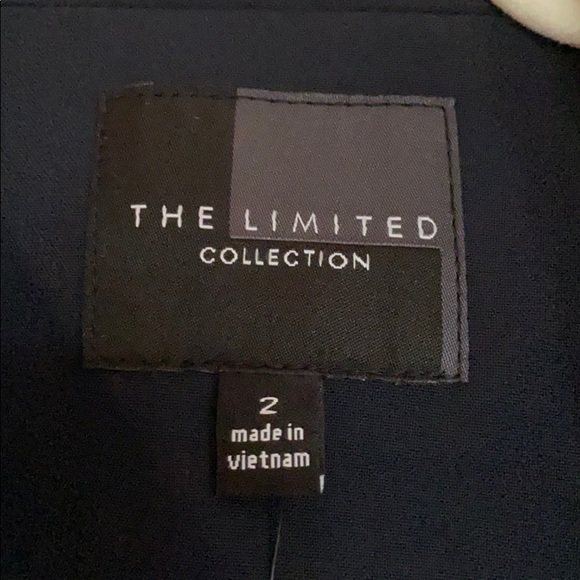 THE LIMITED
COLLECTION
2
made in
vietnam